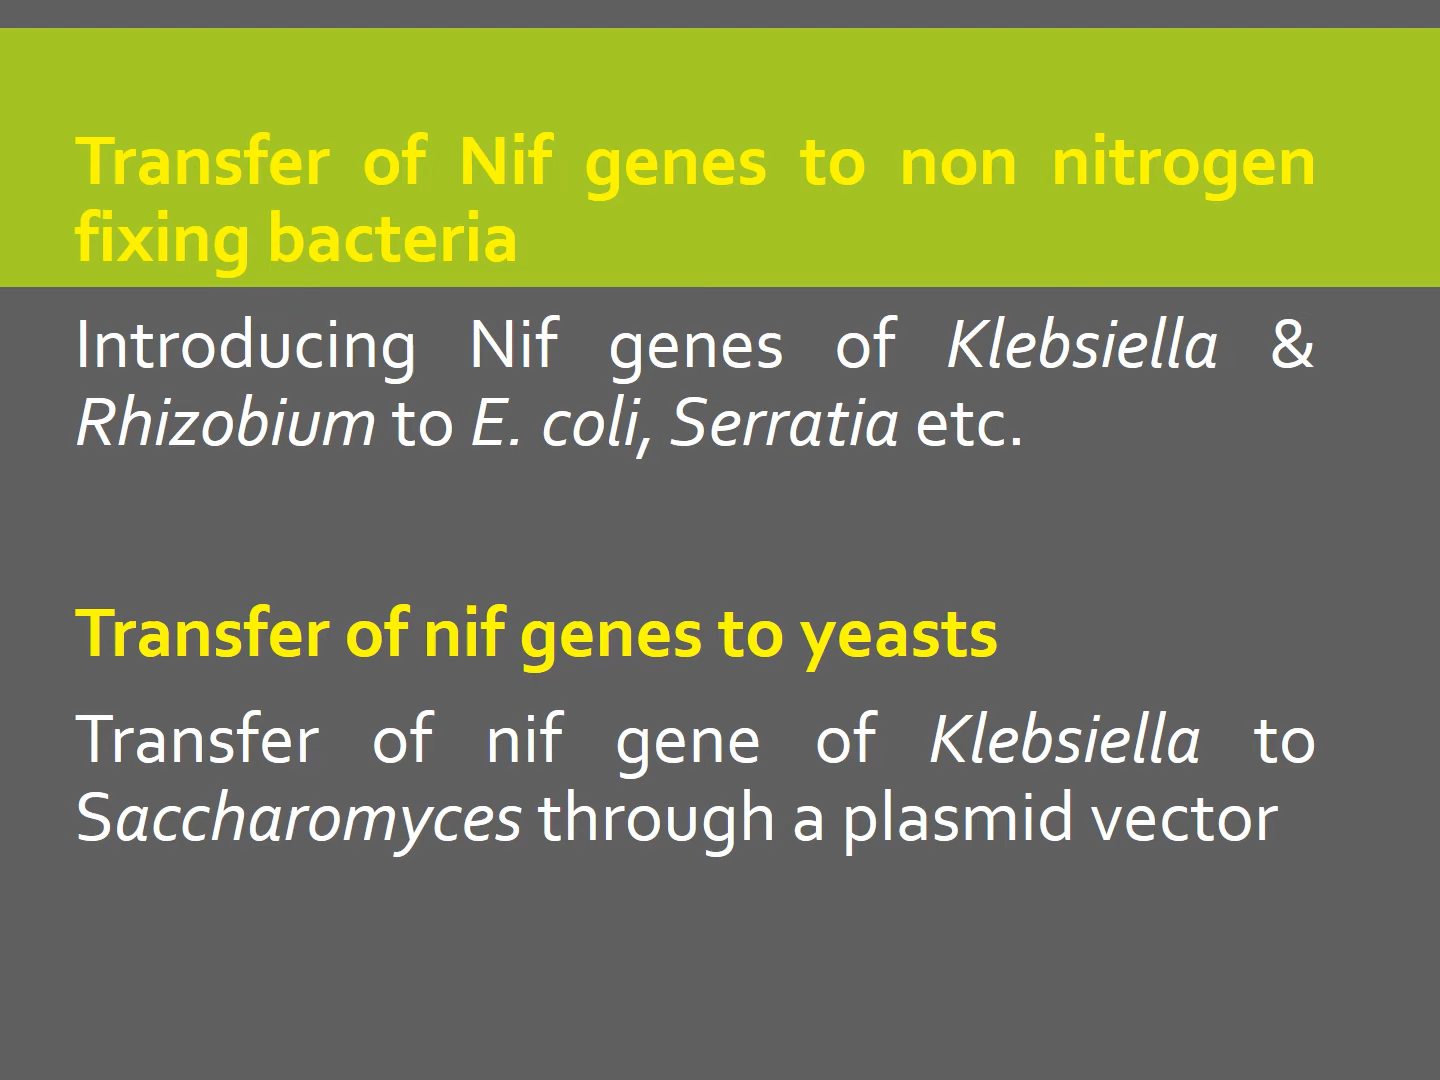 Transfer of Nif genes to non nitrogen
fixing bacteria
Introducing Nif genes of Klebsiella &
Rhizobium to E. coli, Serratia etc.
Transfer of nif genes to yeasts
Transfer of nif gene of Klebsiella to
Saccharomyces through a plasmid vector